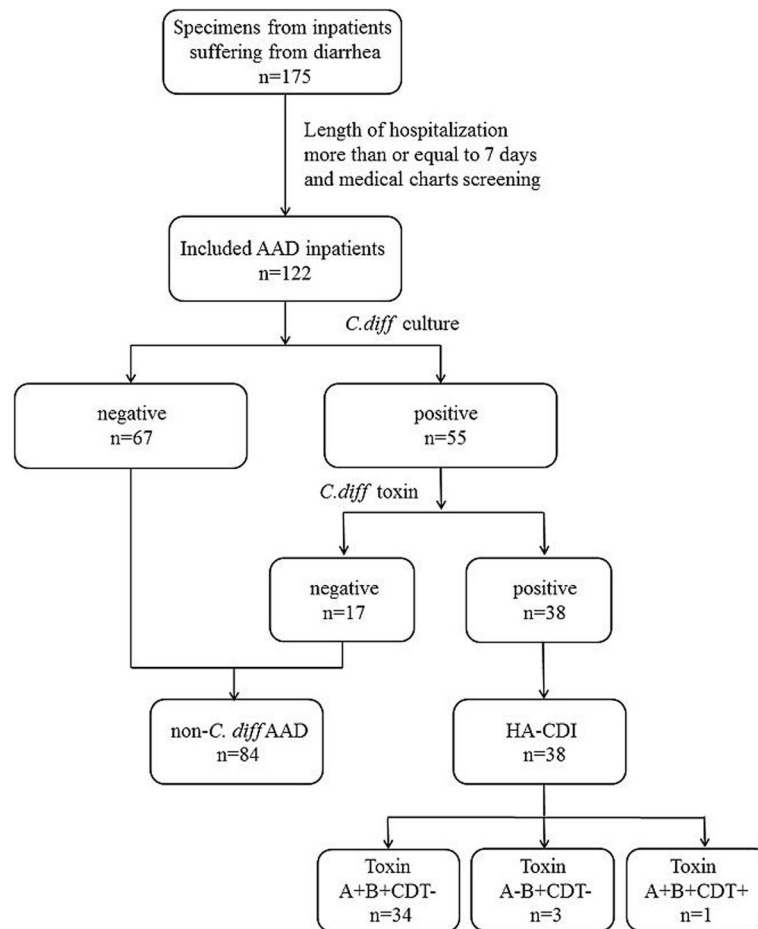 Specimens from inpatients
suffering from diarrhea
n=175
Length of hospitalization
more than or equal to 7 days
and medical charts screening
Included AAD inpatients
n=122
C.diff culture
negative
n=67
positive
n=55
C.diff toxin
negative
n=17
positive
n=38
non-C. diff AAD
n=84
HA-CDI
n=38
Toxin
A+B+CDT-
n=34
Toxin
A-B+CDT-
n=3
Toxin
A+B+CDT+
n=1